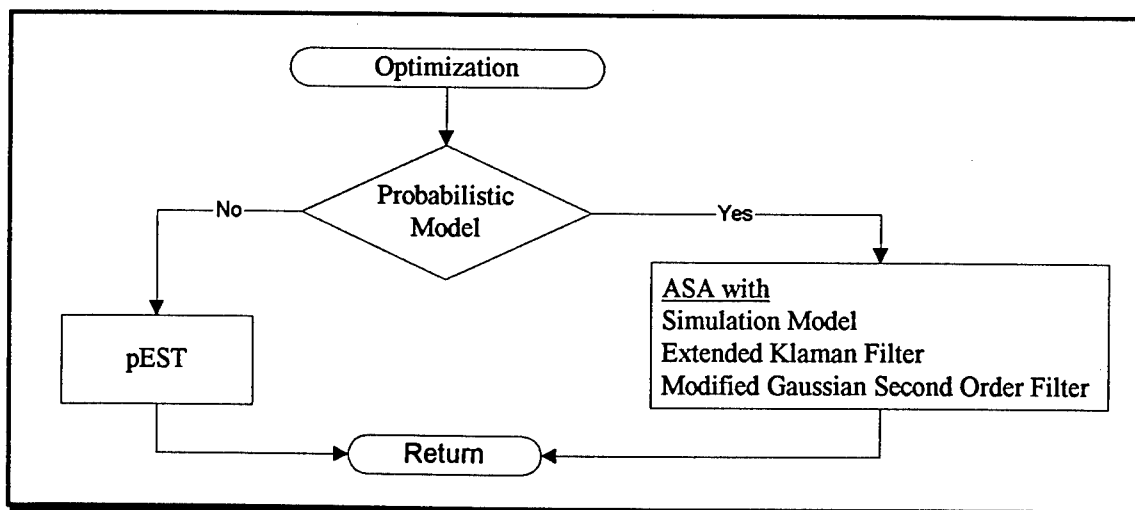 Optimization
Probabilistic
Model
No
Yes
pEST
ASA with
Simulation Model
Extended Klaman Filter
Modified Gaussian Second Order Filter
Return